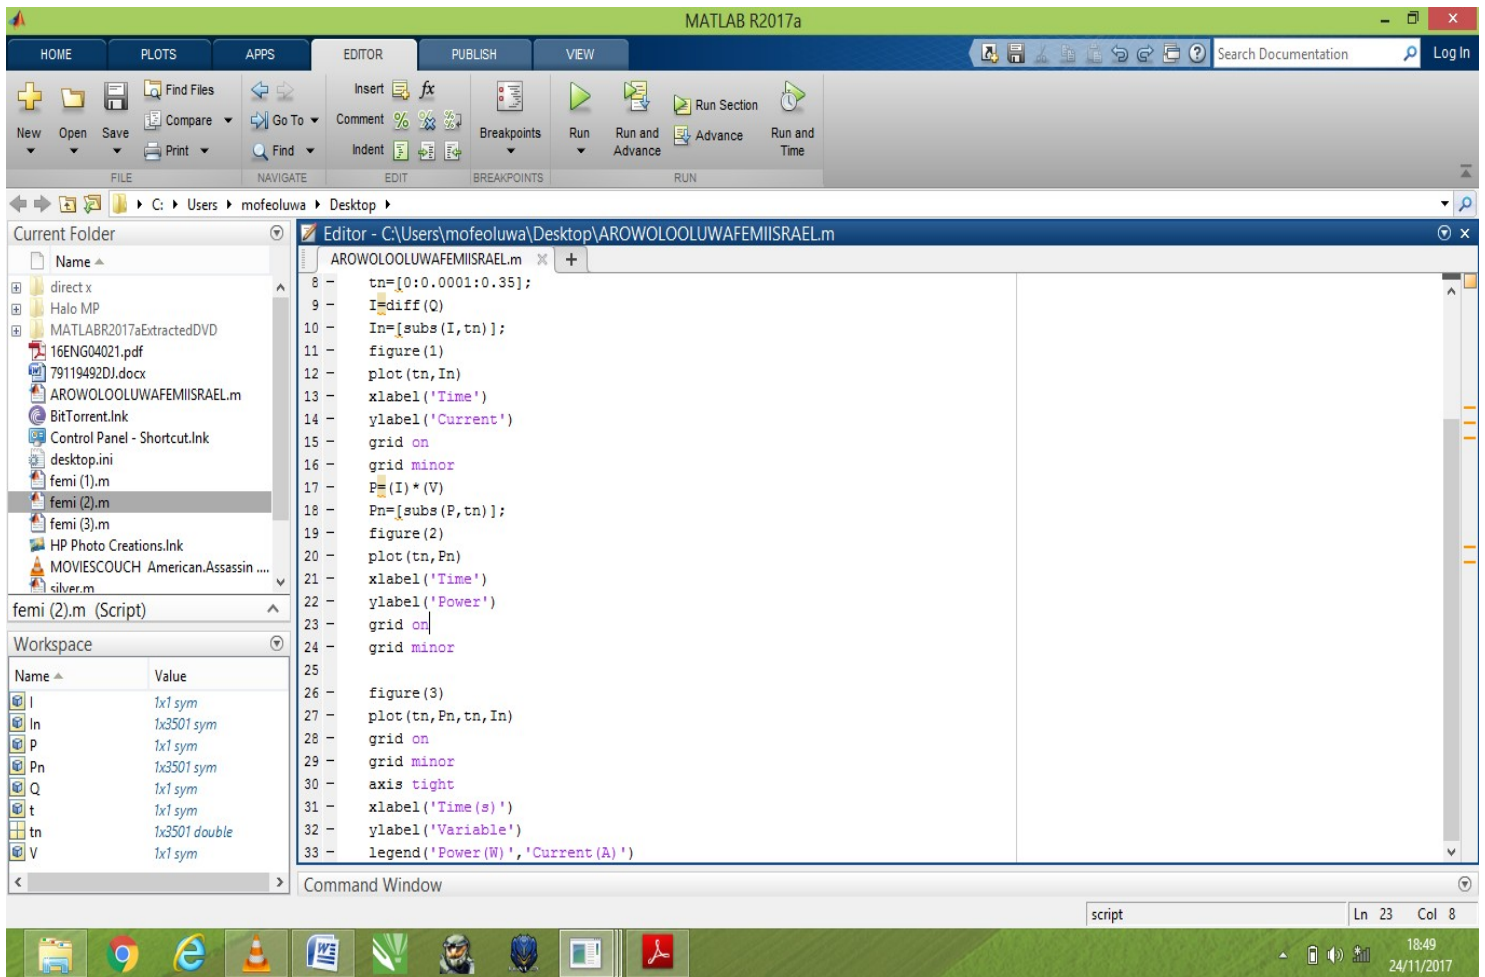 MATLAB R2017a
HOME PLOTS APPS EDITOR PUBLISH VIEW
Search Documentation
Log In
New Open Save
Find Files
Compare
Print
Go To
Find
Insert fx
Comment
Indent
Breakpoints
Run
Run and Advance
Run Section
Advance
Run and Time
FILE NAVIGATE EDIT BREAKPOINTS RUN
C: Users mofeoluwa Desktop
Current Folder
Name
direct x
Halo MP
MATLABR2017aExtractedDVD
16ENG04021.pdf
79119492DJ.docx
AROWOLOOLUWAFEMIISRAEL.m
BitTorrent.lnk
Control Panel - Shortcut.lnk
desktop.ini
femi (1).m
femi (2).m
femi (3).m
HP Photo Creations.lnk
MOVIESCOUCH American.Assassin ....
silver.m
femi (2).m (Script)
Workspace
Name Value
I 1x1 sym
In 1x3501 sym
P 1x1 sym
Pn 1x3501 sym
Q 1x1 sym
t 1x1 sym
tn 1x3501 double
V 1x1 sym
Editor - C:\Users\mofeoluwa\Desktop\AROWOLOOLUWAFEMIISRAEL.m
AROWOLOOLUWAFEMIISRAEL.m
8 - tn=[0:0.0001:0.35];
9 - I=diff(Q)
10 - In=[subs(I,tn)];
11 - figure(1)
12 - plot(tn,In)
13 - xlabel('Time')
14 - ylabel('Current')
15 - grid on
16 - grid minor
17 - P=(I)*(V)
18 - Pn=[subs(P,tn)];
19 - figure(2)
20 - plot(tn,Pn)
21 - xlabel('Time')
22 - ylabel('Power')
23 - grid on
24 - grid minor
25
26 - figure(3)
27 - plot(tn,Pn,tn,In)
28 - grid on
29 - grid minor
30 - axis tight
31 - xlabel('Time(s)')
32 - ylabel('Variable')
33 - legend('Power(W)','Current(A)')
Command Window
script
Ln 23 Col 8
18:49
24/11/2017